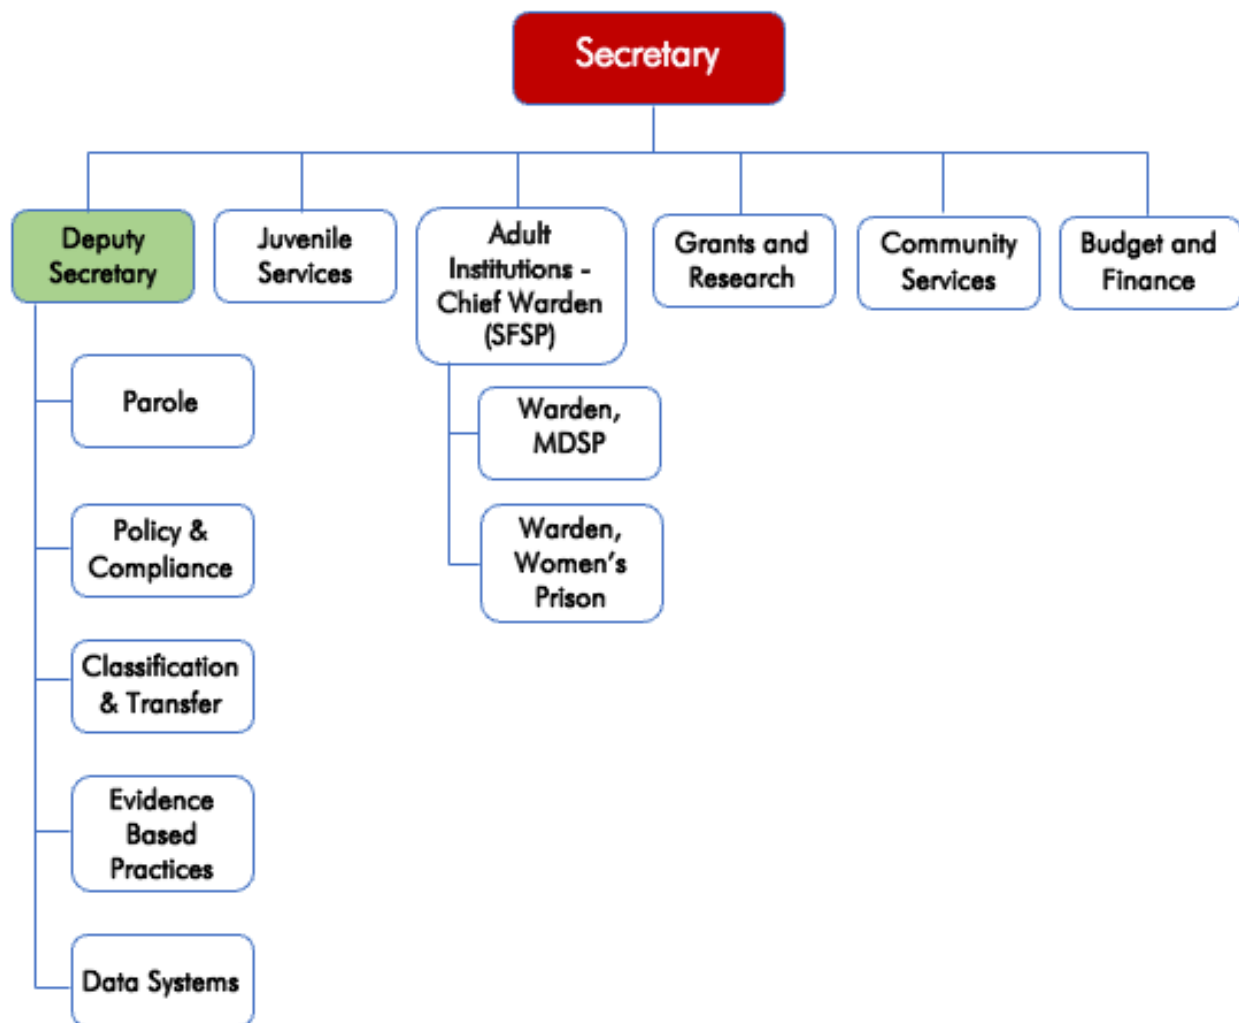 Secretary
Deputy
Secretary
Juvenile
Services
Adult
Institutions -
Chief Warden
(SFSP)
Grants and
Research
Community
Services
Budget and
Finance
Parole
Policy &
Compliance
Classification
& Transfer
Evidence
Based
Practices
Data Systems
Warden,
MDSP
Warden,
Women's
Prison